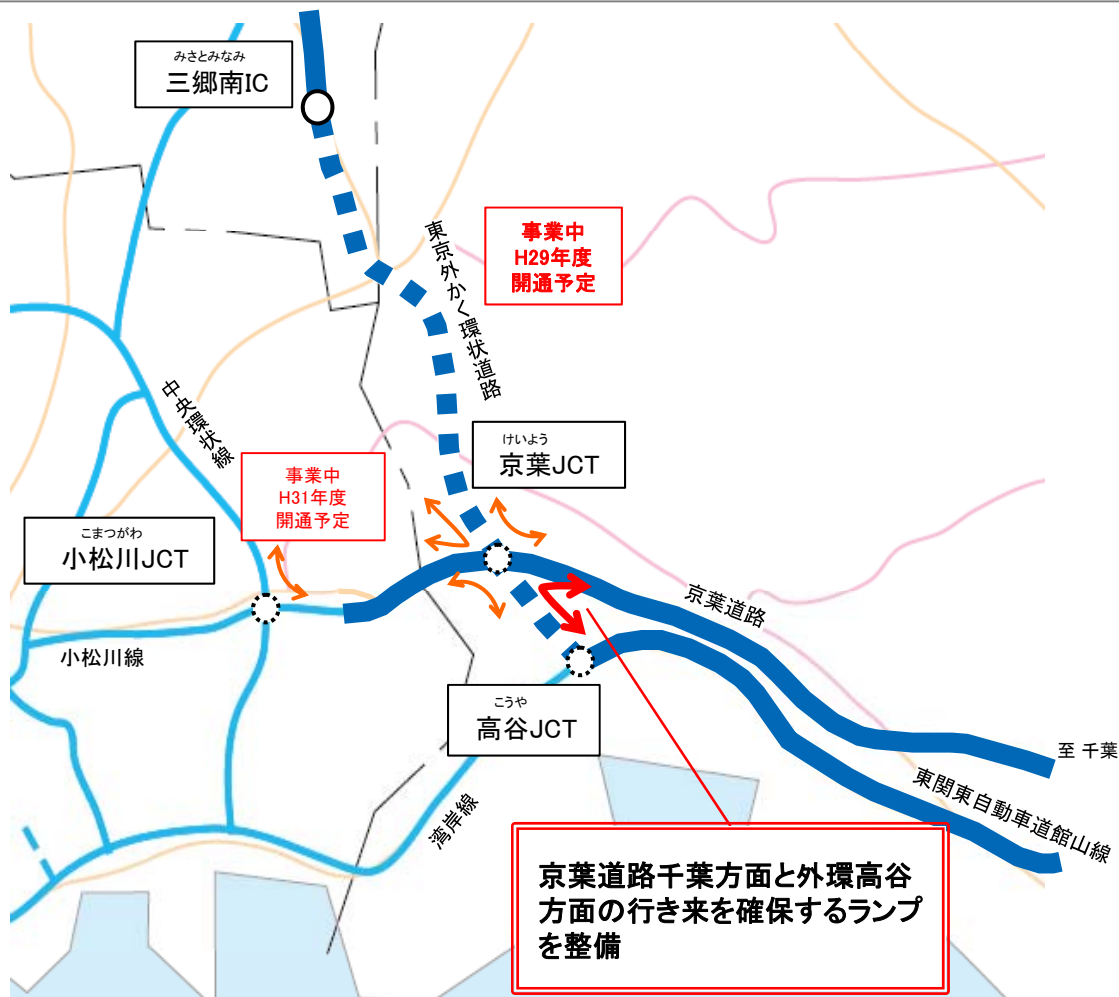 みさとみなみ
三郷南IC
東京外かく環状道路
事業中
H29年度
開通予定
中央環状線
けいよう
京葉JCT
事業中
H31年度
開通予定
こまつがわ
小松川JCT
京葉道路
小松川線
こうや
高谷JCT
至 千葉
東関東自動車道館山線
湾岸線
京葉道路千葉方面と外環高谷
方面の行き来を確保するランプ
を整備